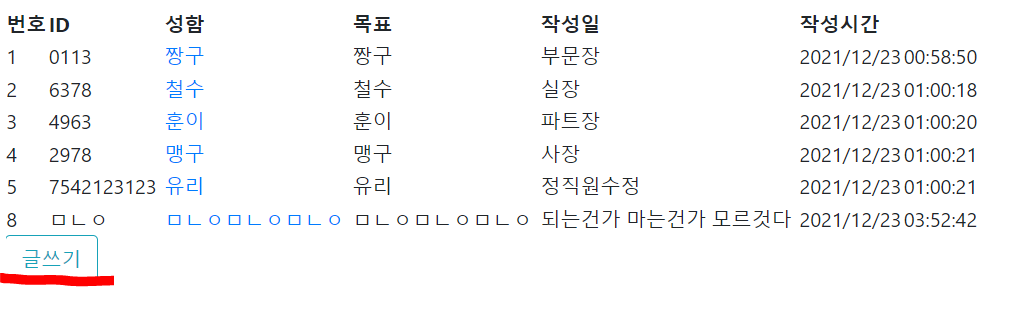 번호 ID 성함 목표 작성일 작성시간
1 0113 짱구 짱구 부문장 2021/12/23 00:58:50
2 6378 철수 철수 실장 2021/12/23 01:00:18
3 4963 훈이 훈이 파트장 2021/12/23 01:00:20
4 2978 맹구 맹구 사장 2021/12/23 01:00:21
5 7542123123 유리 유리 정직원수정 2021/12/23 01:00:21
8 ㅁㄴㅇ ㅁㄴㅇㅁㄴㅇㅁㄴㅇ ㅁㄴㅇㅁㄴㅇㅁㄴㅇ 되는건가 마는건가 모르것다 2021/12/23 03:52:42
글쓰기